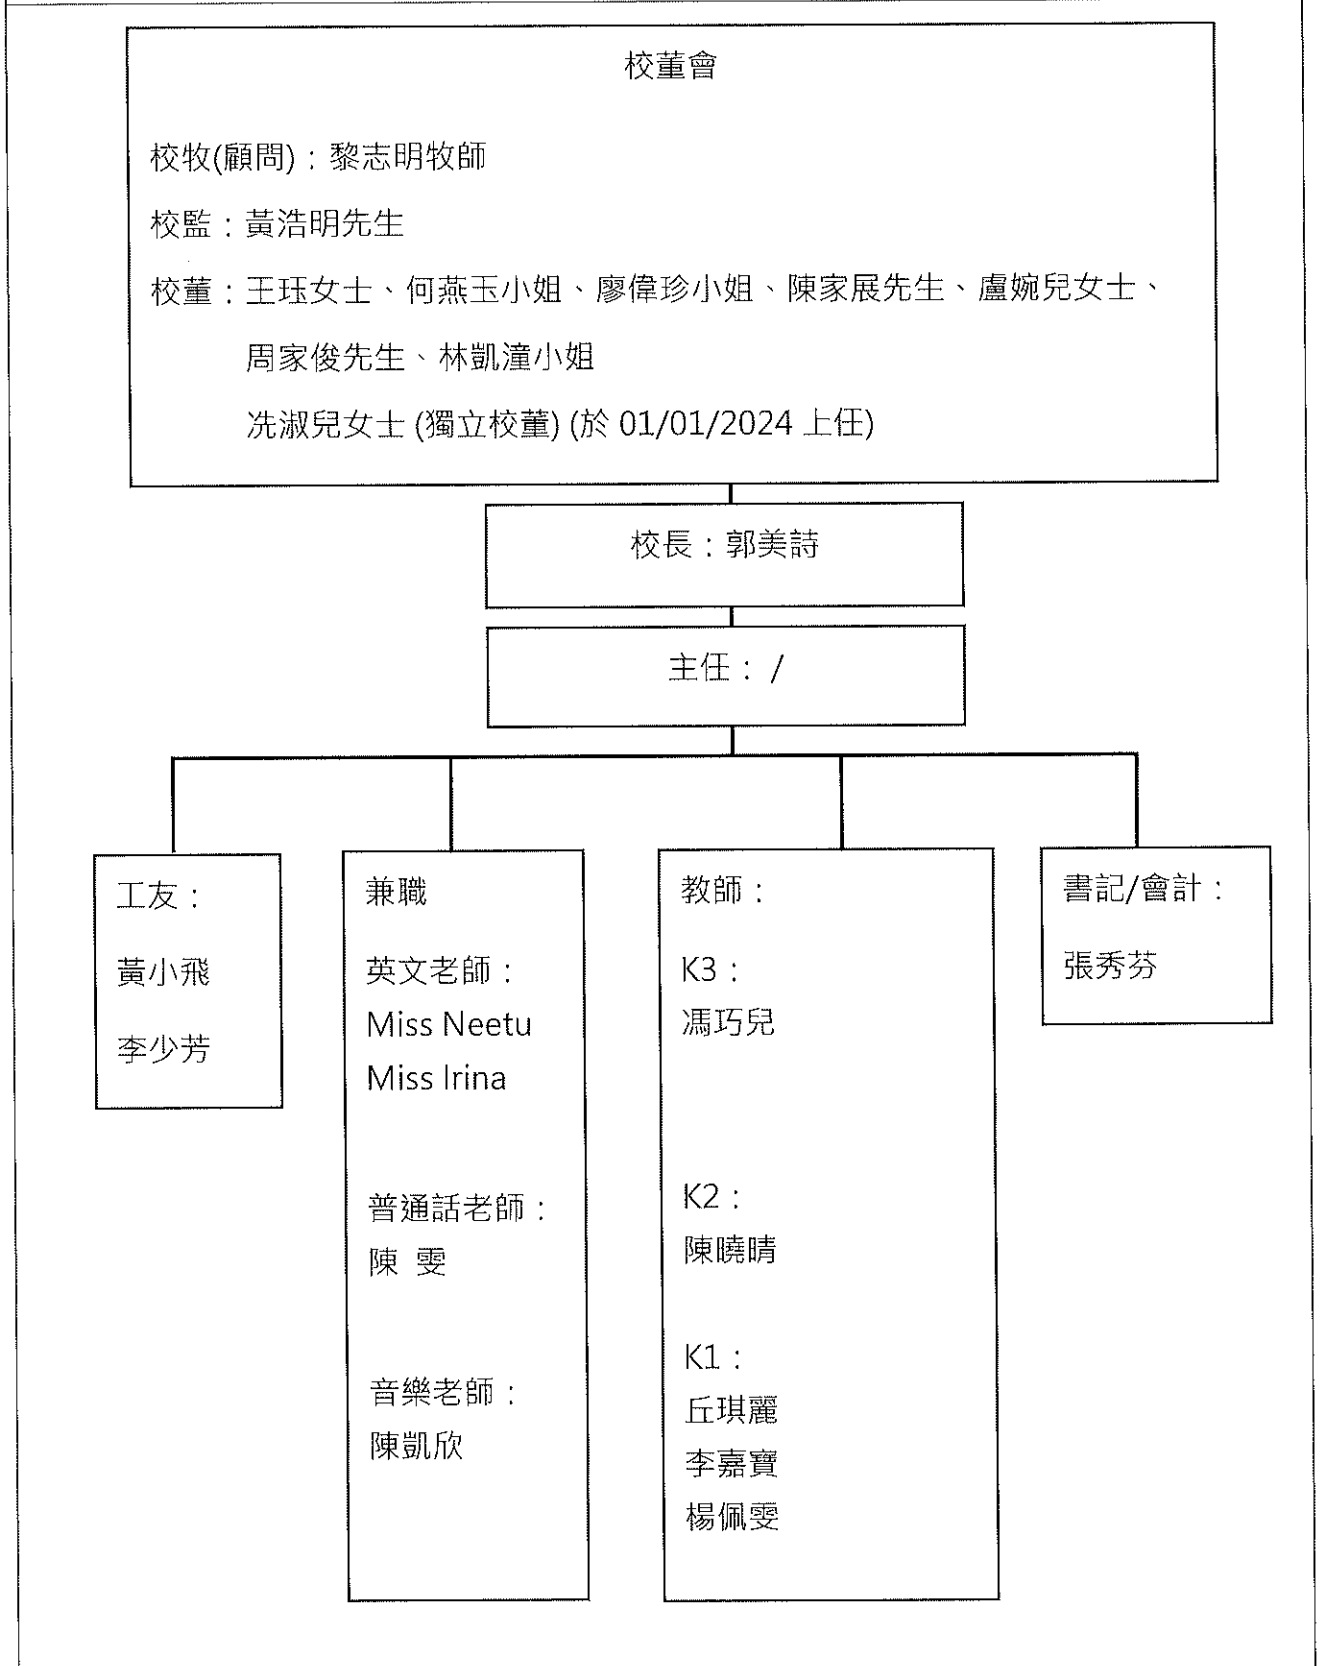 校董會
校牧(顧問)：黎志明牧師
校監：黃浩明先生
校董：王珏女士、何燕玉小姐、廖偉珍小姐、陳家展先生、盧婉兒女士、
周家俊先生、林凱潼小姐
冼淑兒女士 (獨立校董) (於 01/01/2024 上任)
校長：郭美詩
主任： /
工友：
黃小飛
李少芳
兼職
英文老師：
Miss Neetu
Miss Irina
普通話老師：
陳 雯
音樂老師：
陳凱欣
教師：
K3：
馮巧兒
K2：
陳曉晴
K1：
丘琪麗
李嘉寶
楊佩雯
書記/會計：
張秀芬